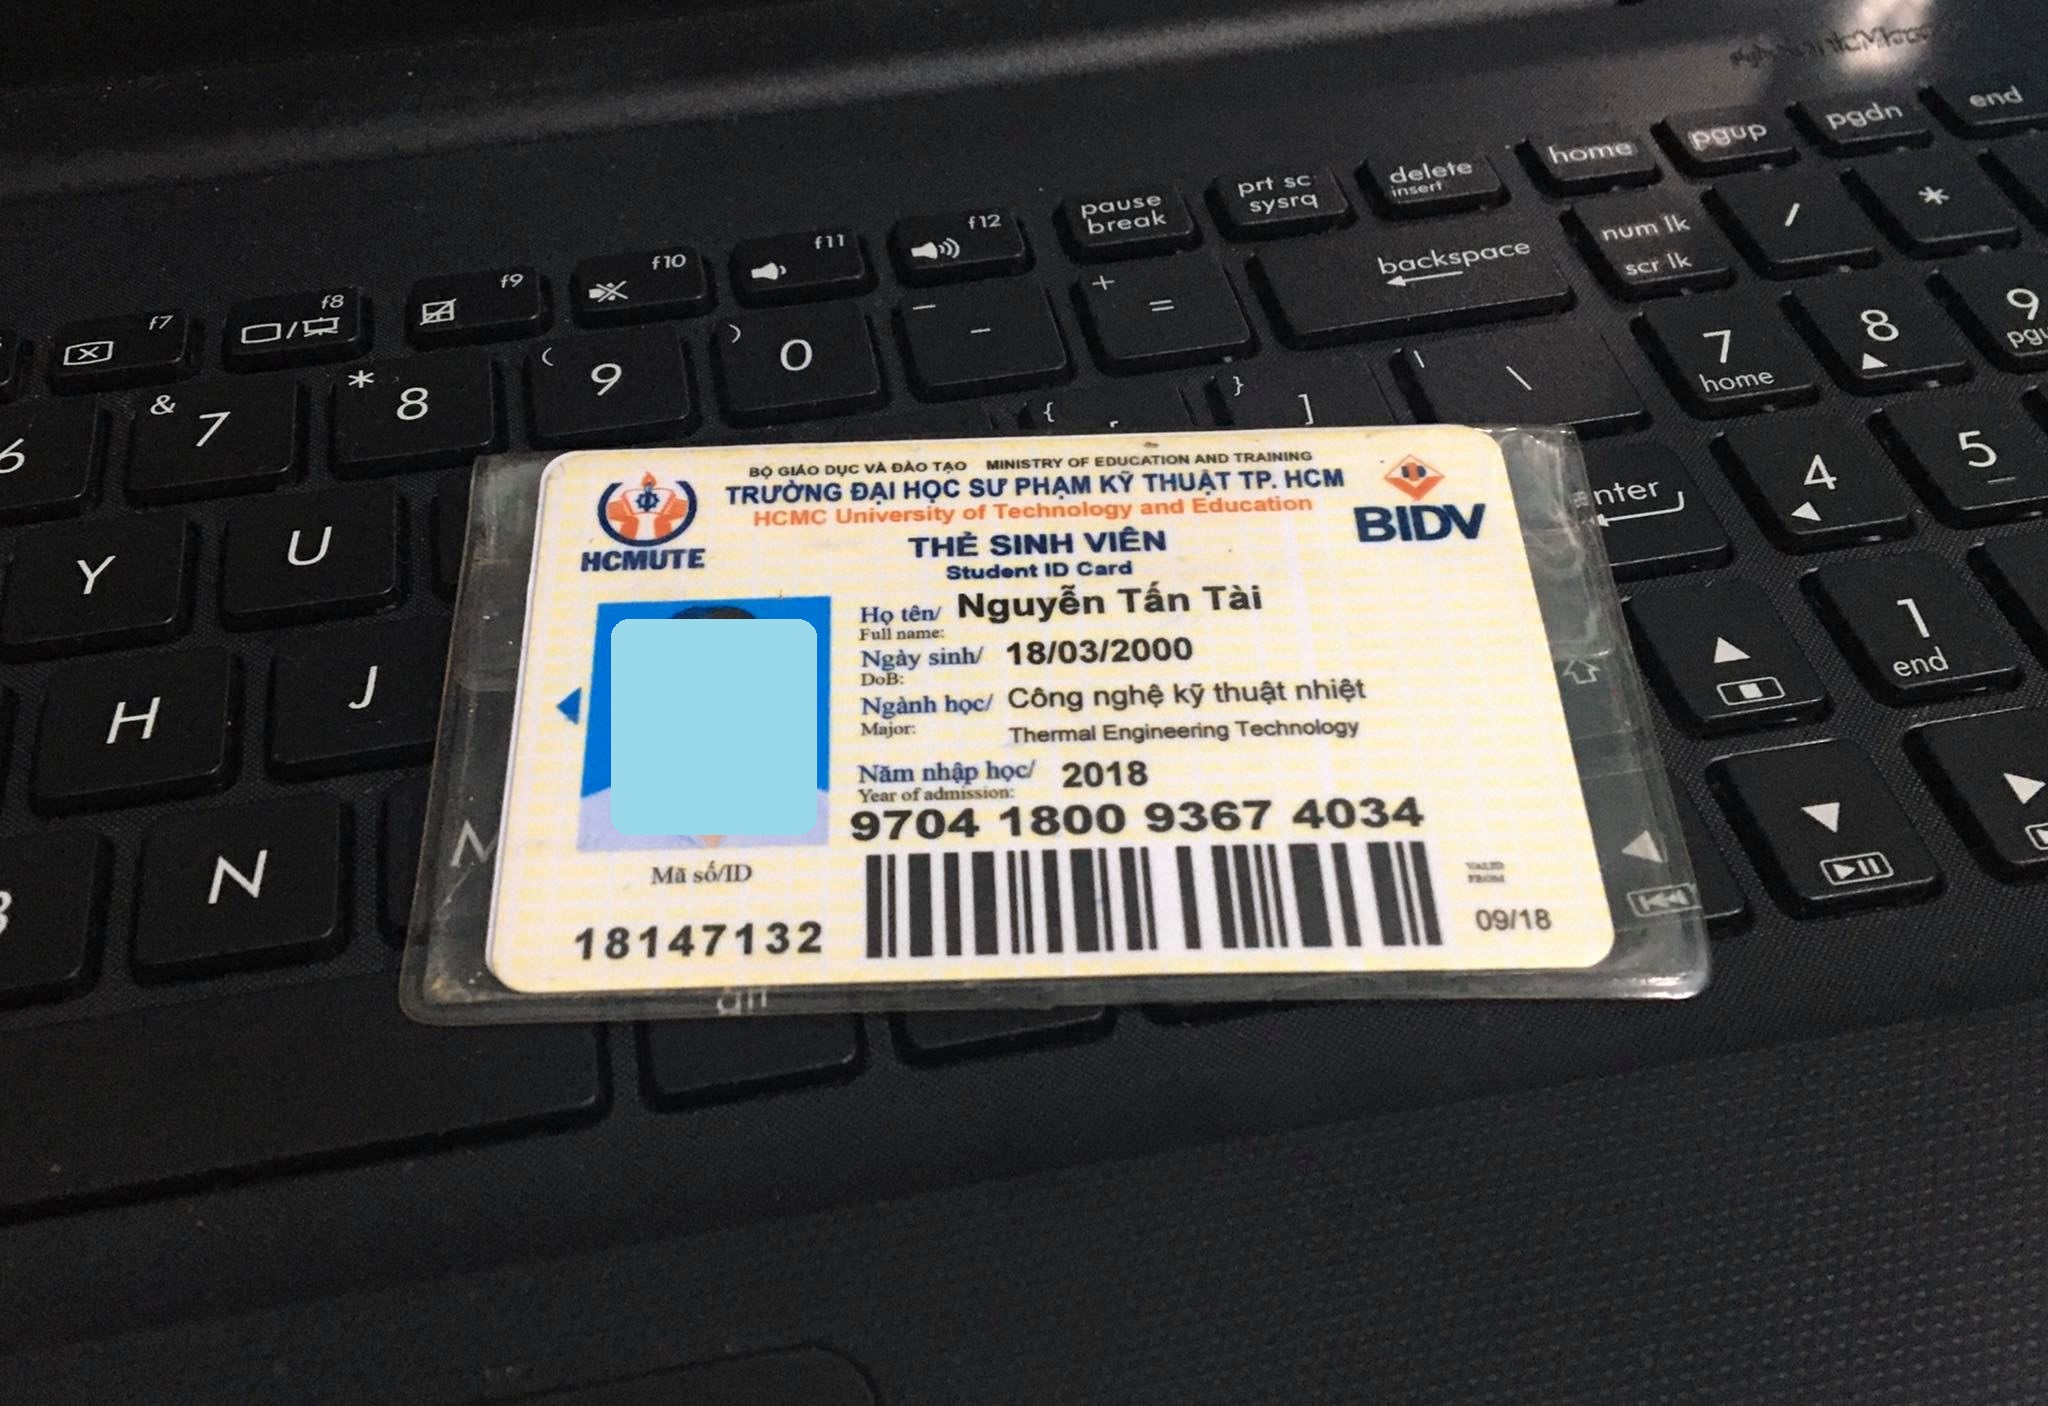 f7 f8 f9 f10 f11 f12 pause break prt sc sysrq delete insert home pgup pgdn end
& 7 * 8 ( 9 ) 0 _ - + = backspace num lk scr lk / *
6 Y U { } ] | \ enter 7 home 8 9
H J 4 5
N 1 end
alt
BỘ GIÁO DỤC VÀ ĐÀO TẠO MINISTRY OF EDUCATION AND TRAINING
TRƯỜNG ĐẠI HỌC SƯ PHẠM KỸ THUẬT TP. HCM
HCMC University of Technology and Education
HCMUTE
BIDV
THẺ SINH VIÊN
Student ID Card
Họ tên/ Nguyễn Tấn Tài
Full name:
Ngày sinh/ 18/03/2000
DoB:
Ngành học/ Công nghệ kỹ thuật nhiệt
Major: Thermal Engineering Technology
Năm nhập học/ 2018
Year of admission:
9704 1800 9367 4034
Mã số/ID
18147132
VALID
FROM
09/18